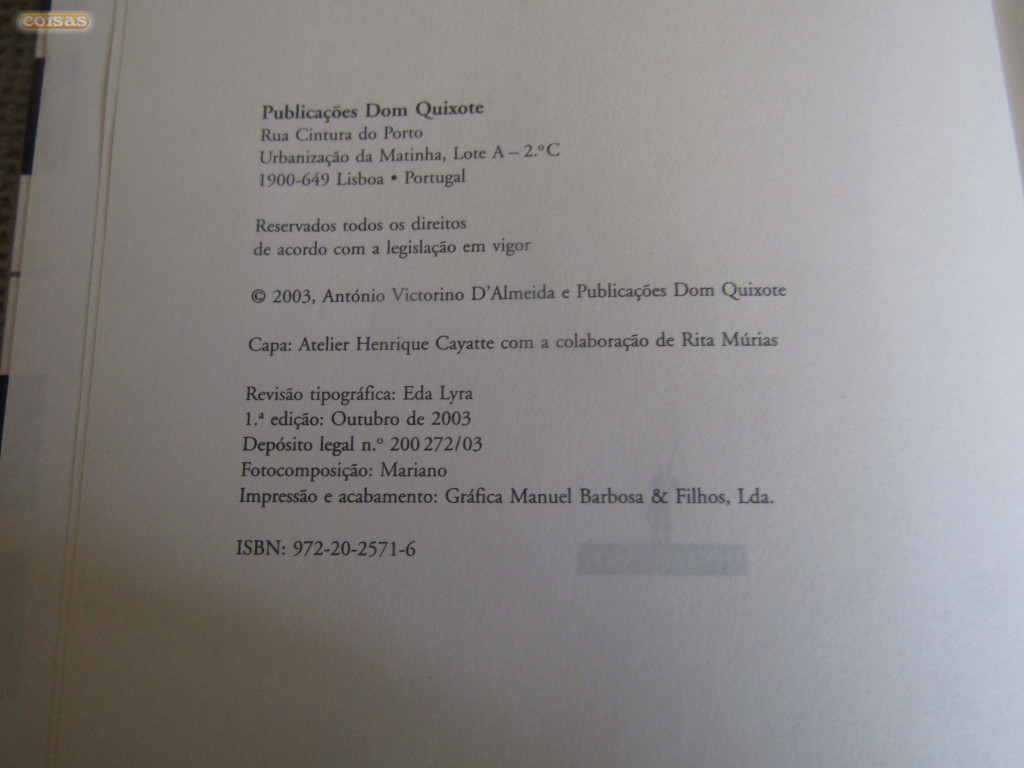 coisas
Publicações Dom Quixote
Rua Cintura do Porto
Urbanização da Matinha, Lote A – 2.º C
1900-649 Lisboa • Portugal
Reservados todos os direitos
de acordo com a legislação em vigor
© 2003, António Victorino D'Almeida e Publicações Dom Quixote
Capa: Atelier Henrique Cayatte com a colaboração de Rita Múrias
Revisão tipográfica: Eda Lyra
1.ª edição: Outubro de 2003
Depósito legal n.º 200 272/03
Fotocomposição: Mariano
Impressão e acabamento: Gráfica Manuel Barbosa & Filhos, Lda.
ISBN: 972-20-2571-6